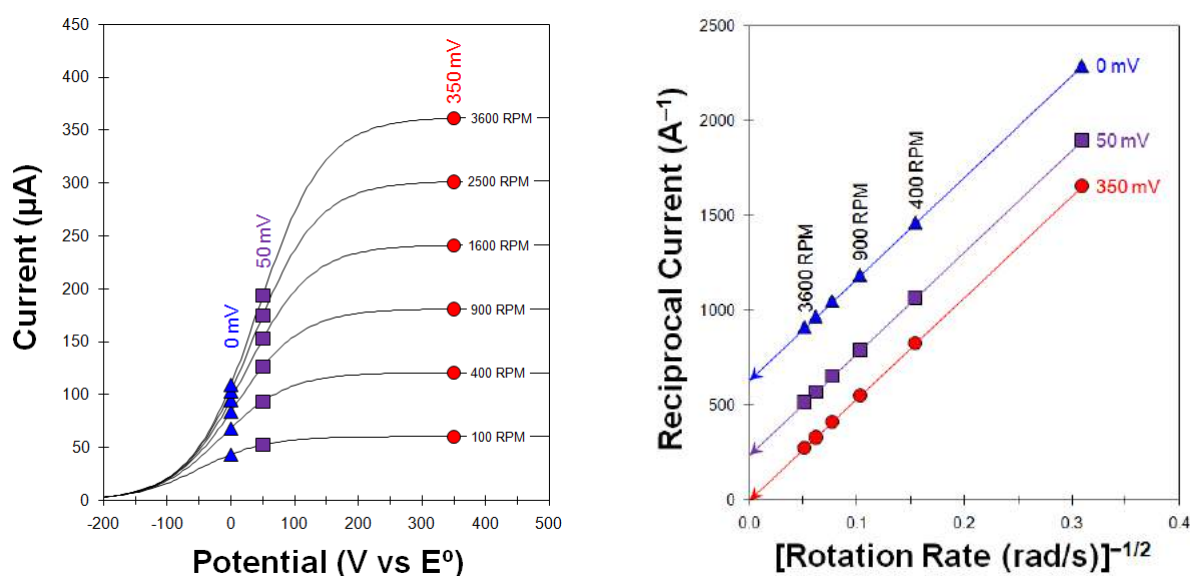 450
400
350
300
250
200
150
100
50
0
Current (µA)
-200
-100
0
100
200
300
400
500
Potential (V vs Eº)
0 mV
50 mV
350 mV
3600 RPM
2500 RPM
1600 RPM
900 RPM
400 RPM
100 RPM
2500
2000
1500
1000
500
0
Reciprocal Current (A⁻¹)
0.0
0.1
0.2
0.3
0.4
[Rotation Rate (rad/s)]⁻¹/²
3600 RPM
900 RPM
400 RPM
0 mV
50 mV
350 mV